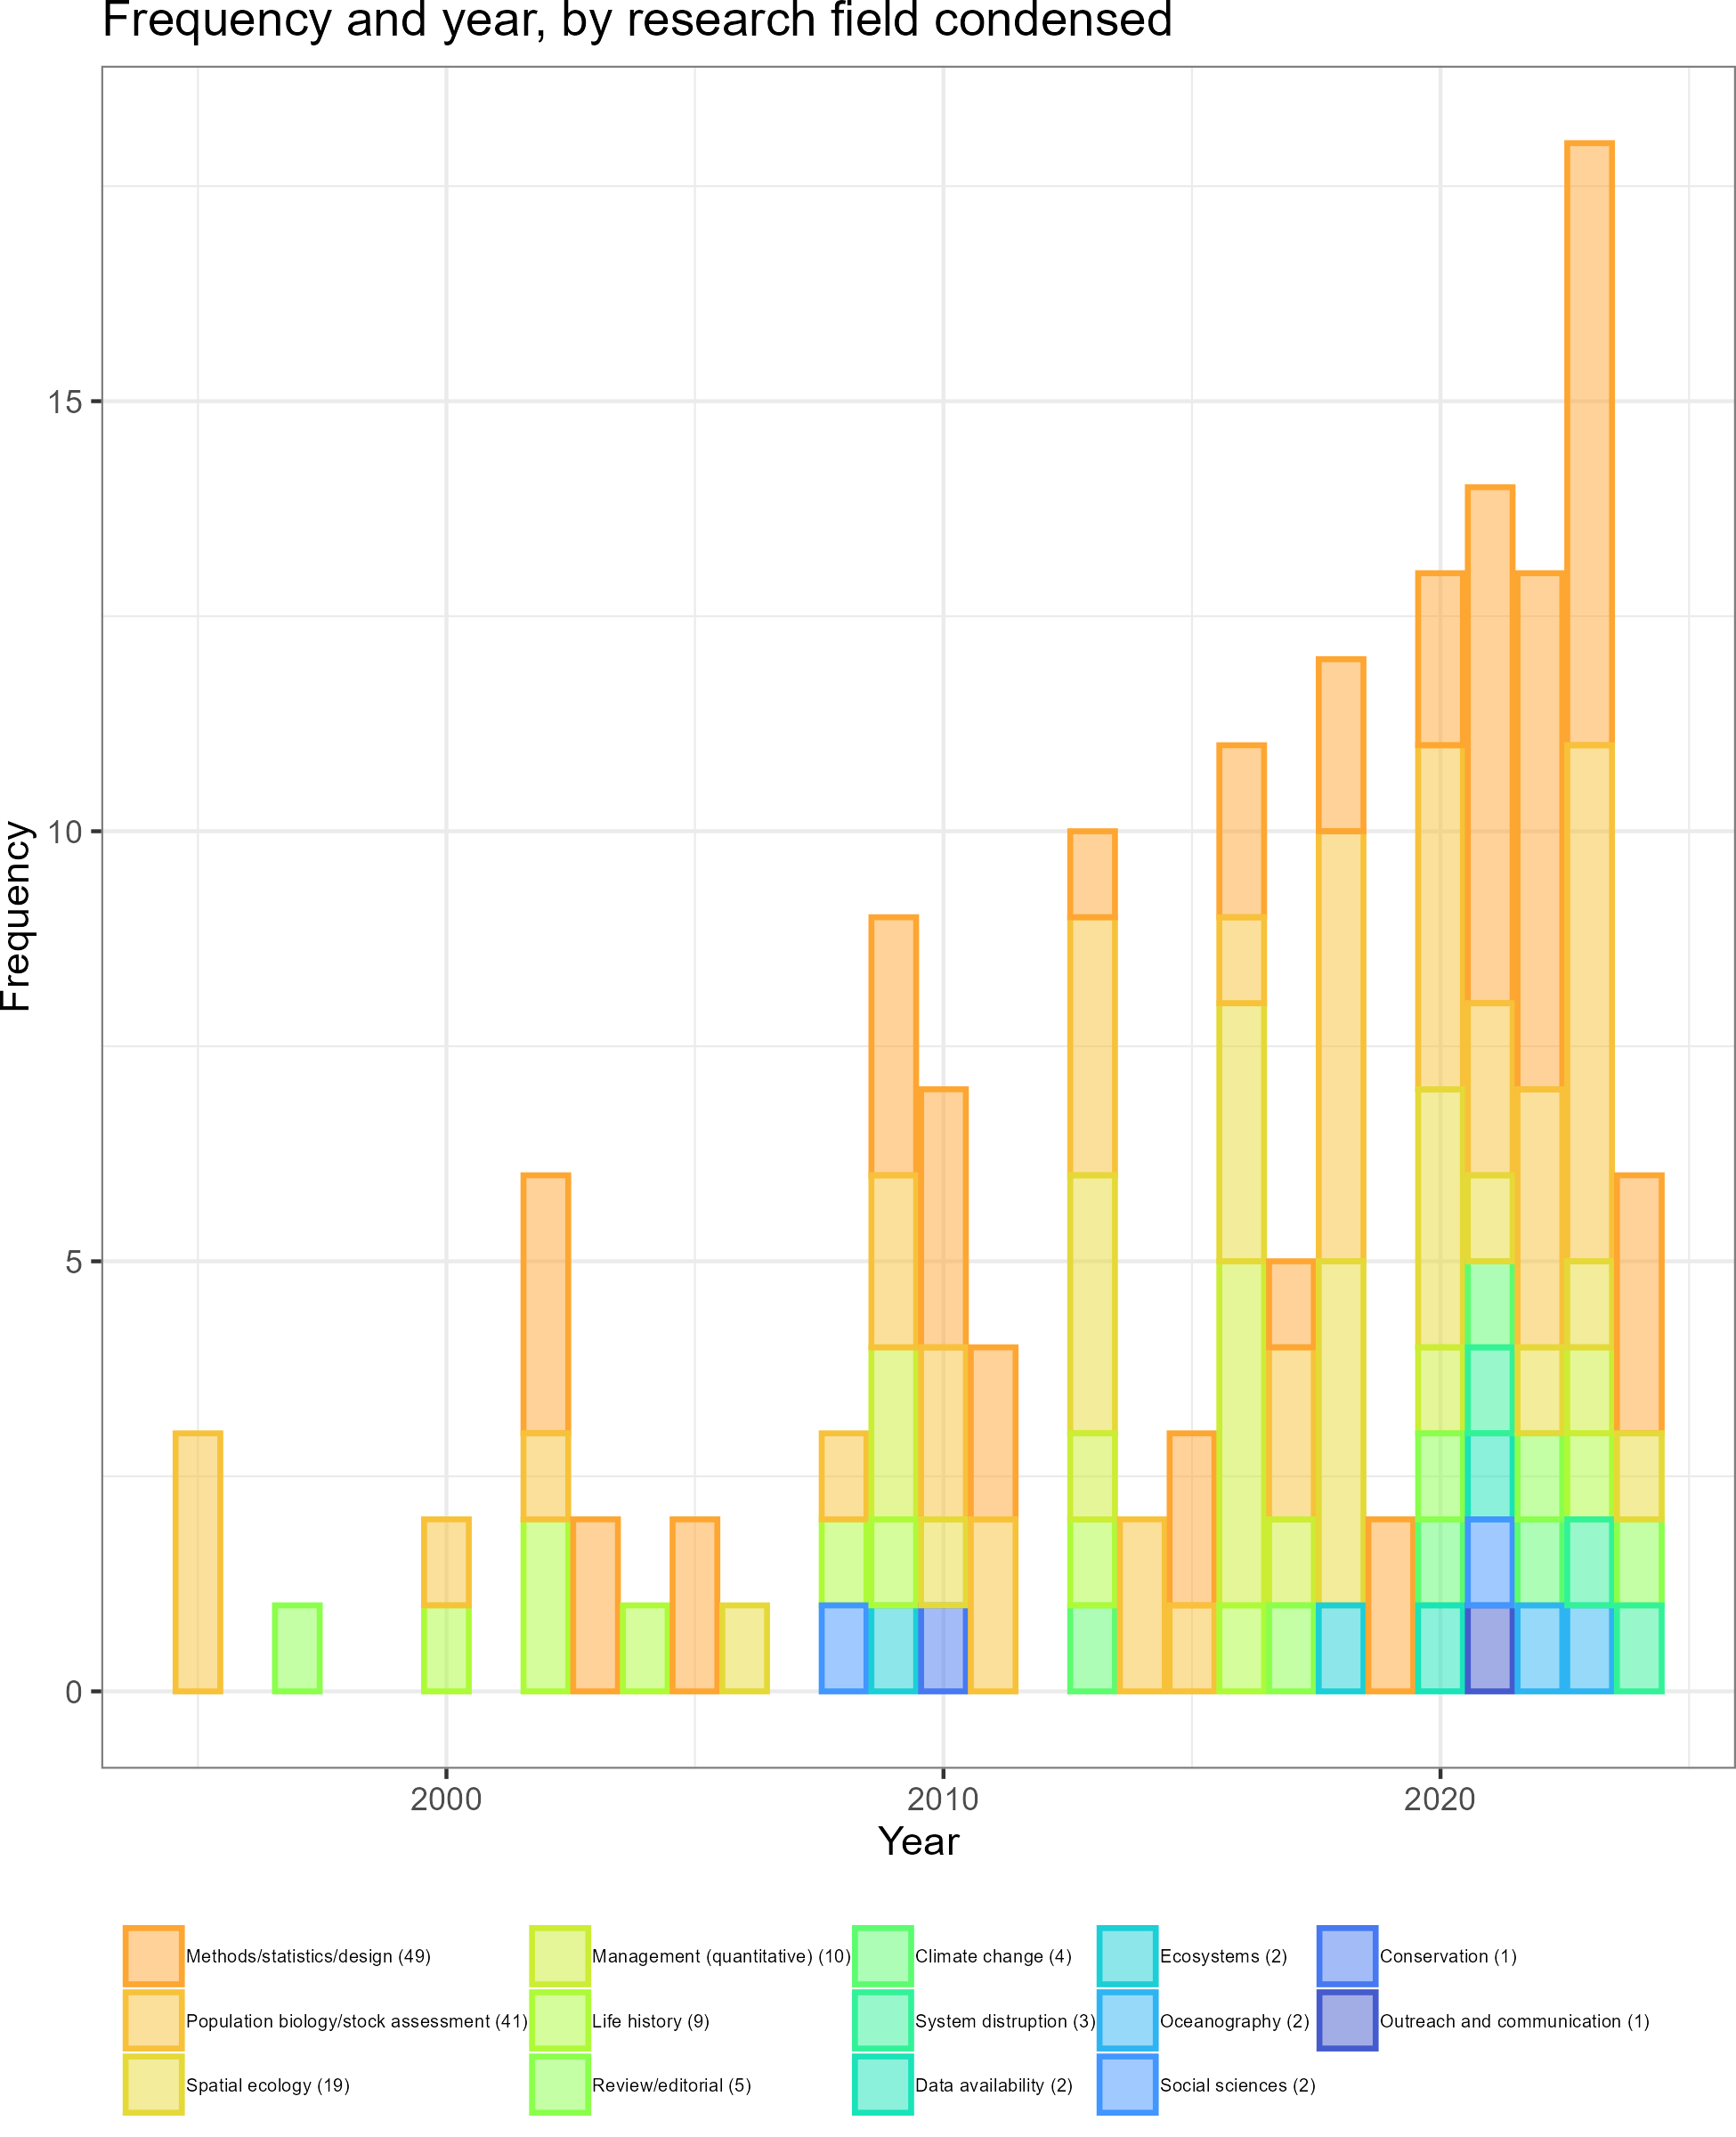 Frequency and year, by research field condensed
15
10
5
0
Frequency
2000 2010 2020
Year
Methods/statistics/design (49) Management (quantitative) (10) Climate change (4) Ecosystems (2) Conservation (1)
Population biology/stock assessment (41) Life history (9) System distruption (3) Oceanography (2) Outreach and communication (1)
Spatial ecology (19) Review/editorial (5) Data availability (2) Social sciences (2)